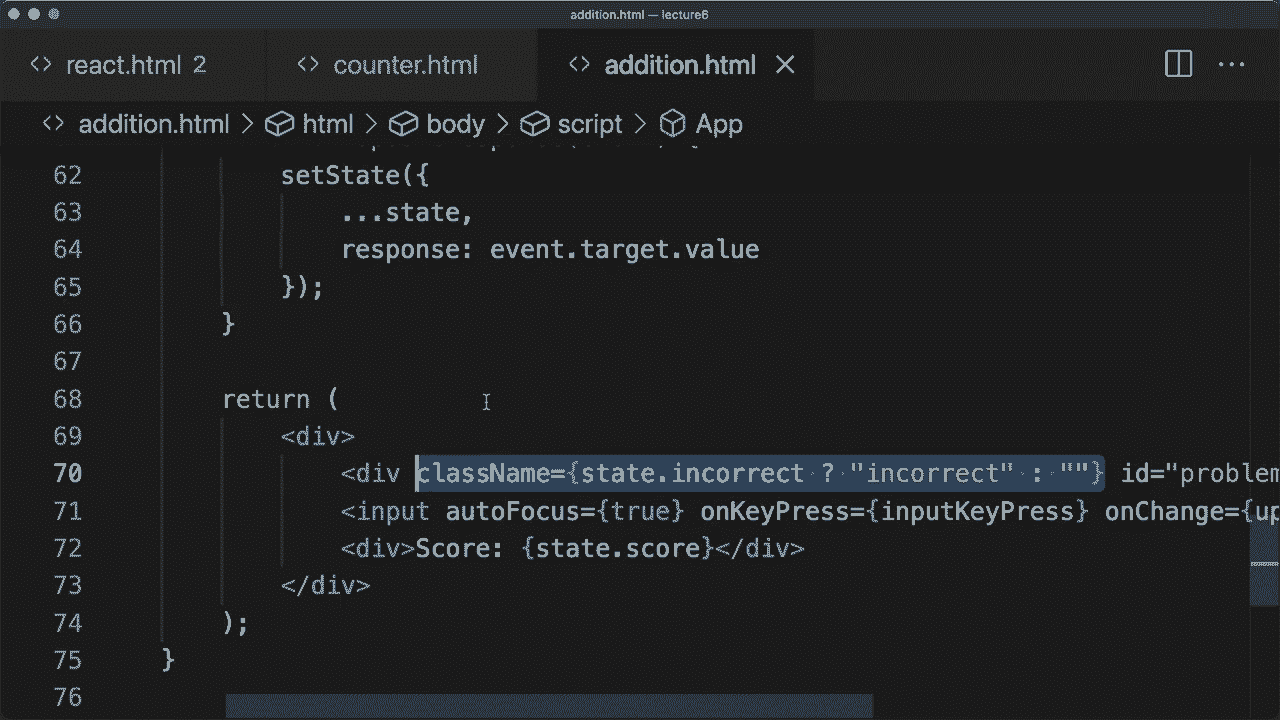 addition.html — lecture6
react.html 2 counter.html addition.html
addition.html > html > body > script > App
62 setState({
63 ...state,
64 response: event.target.value
65 });
66 }
67
68 return (
69 <div>
70 <div className={state.incorrect ? "incorrect" : ""} id="problem
71 <input autoFocus={true} onKeyPress={inputKeyPress} onChange={up
72 <div>Score: {state.score}</div>
73 </div>
74 );
75 }
76